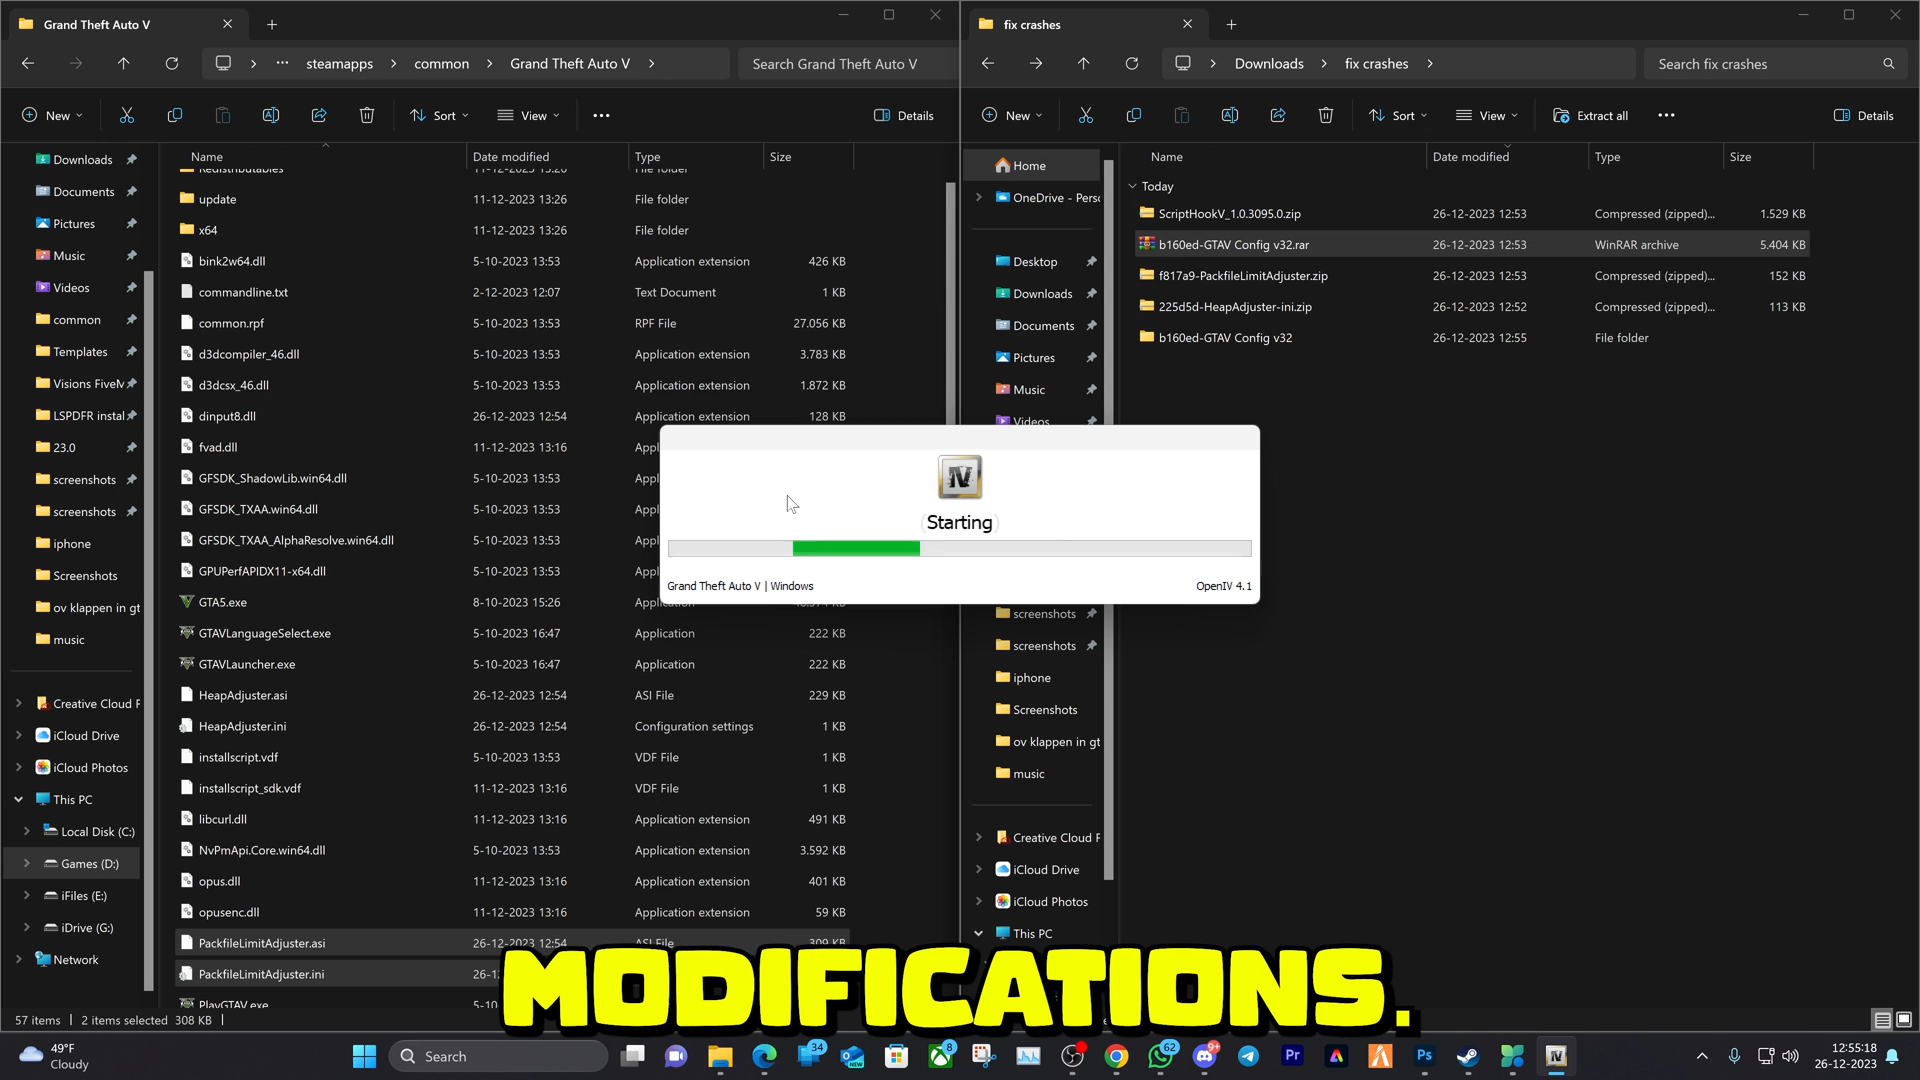 Grand Theft Auto V
fix crashes
steamapps
common
Grand Theft Auto V
Search Grand Theft Auto V
Downloads
fix crashes
Search fix crashes
New
Sort
View
Details
New
Sort
View
Extract all
Details
Downloads
Documents
Pictures
Music
Videos
common
Templates
Visions FiveM
LSPDFR instal
23.0
screenshots
screenshots
iphone
Screenshots
ov klappen in gt
music
Creative Cloud F
iCloud Drive
iCloud Photos
This PC
Local Disk (C:)
Games (D:)
iFiles (E:)
iDrive (G:)
Network
Name Date modified Type Size
Redistributables 11-12-2023 13:26 File folder
update 11-12-2023 13:26 File folder
x64 11-12-2023 13:26 File folder
bink2w64.dll 5-10-2023 13:53 Application extension 426 KB
commandline.txt 2-12-2023 12:07 Text Document 1 KB
common.rpf 5-10-2023 13:53 RPF File 27.056 KB
d3dcompiler_46.dll 5-10-2023 13:53 Application extension 3.783 KB
d3dcsx_46.dll 5-10-2023 13:53 Application extension 1.872 KB
dinput8.dll 26-12-2023 12:54 Application extension 128 KB
fvad.dll 11-12-2023 13:16 Appl
GFSDK_ShadowLib.win64.dll 5-10-2023 13:53 Appl
GFSDK_TXAA.win64.dll 5-10-2023 13:53 Appl
GFSDK_TXAA_AlphaResolve.win64.dll 5-10-2023 13:53 Appl
GPUPerfAPIDX11-x64.dll 5-10-2023 13:53 Appl
GTA5.exe 8-10-2023 15:26 Application
GTAVLanguageSelect.exe 5-10-2023 16:47 Application 222 KB
GTAVLauncher.exe 5-10-2023 16:47 Application 222 KB
HeapAdjuster.asi 26-12-2023 12:54 ASI File 229 KB
HeapAdjuster.ini 26-12-2023 12:54 Configuration settings 1 KB
installscript.vdf 5-10-2023 13:53 VDF File 1 KB
installscript_sdk.vdf 11-12-2023 13:16 VDF File 1 KB
libcurl.dll 11-12-2023 13:16 Application extension 491 KB
NvPmApi.Core.win64.dll 5-10-2023 13:53 Application extension 3.592 KB
opus.dll 11-12-2023 13:16 Application extension 401 KB
opusenc.dll 11-12-2023 13:16 Application extension 59 KB
PackfileLimitAdjuster.asi 26-12-2023 12:54 ASI File 309 KB
PackfileLimitAdjuster.ini 26-12
PlayGTAV.exe 5-10
57 items 2 items selected 308 KB
Home
OneDrive - Perso
Desktop
Downloads
Documents
Pictures
Music
Videos
screenshots
screenshots
iphone
Screenshots
ov klappen in gt
music
Creative Cloud F
iCloud Drive
iCloud Photos
This PC
Name Date modified Type Size
Today
ScriptHookV_1.0.3095.0.zip 26-12-2023 12:53 Compressed (zipped)... 1.529 KB
b160ed-GTAV Config v32.rar 26-12-2023 12:53 WinRAR archive 5.404 KB
f817a9-PackfileLimitAdjuster.zip 26-12-2023 12:53 Compressed (zipped)... 152 KB
225d5d-HeapAdjuster-ini.zip 26-12-2023 12:52 Compressed (zipped)... 113 KB
b160ed-GTAV Config v32 26-12-2023 12:55 File folder
IV
Starting
Grand Theft Auto V | Windows
OpenIV 4.1
MODIFICATIONS.
49°F
Cloudy
Search
34
NEW
8
62
9+
Pr
Ps
IV
12:55:18
26-12-2023